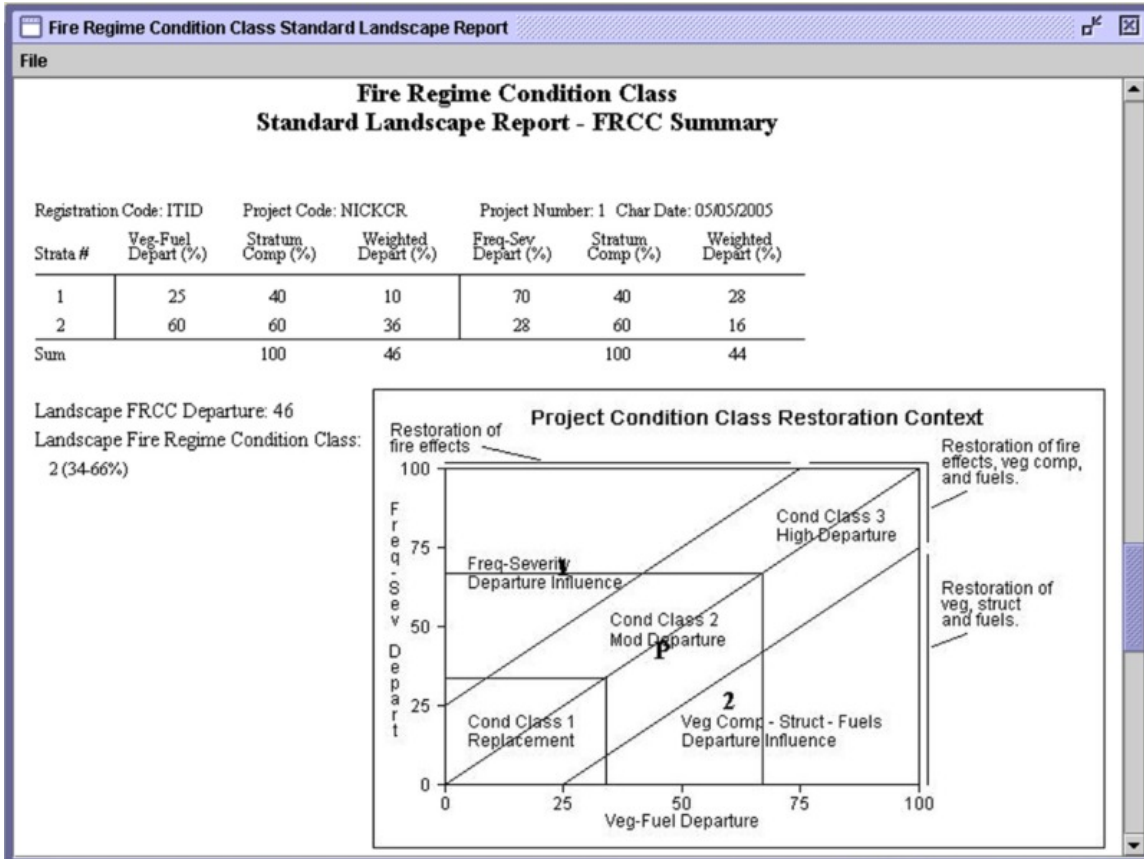 Fire Regime Condition Class Standard Landscape Report
File
Fire Regime Condition Class
Standard Landscape Report - FRCC Summary
Registration Code: ITID Project Code: NICKCR Project Number: 1 Char Date: 05/05/2005
Strata # Veg-Fuel Depart (%) Stratum Comp (%) Weighted Depart (%) Freq-Sev Depart (%) Stratum Comp (%) Weighted Depart (%)
1 25 40 10 70 40 28
2 60 60 36 28 60 16
Sum 100 46 100 44
Landscape FRCC Departure: 46
Landscape Fire Regime Condition Class:
2 (34-66%)
Project Condition Class Restoration Context
Restoration of
fire effects
Restoration of fire
effects, veg comp,
and fuels.
100
Cond Class 3
High Departure
75
Freq-Severity
Departure Influence
1
Restoration of
veg, struct
and fuels.
50
Cond Class 2
Mod Departure
P
Freq-Sev Depart
25
2
Cond Class 1
Replacement
Veg Comp - Struct - Fuels
Departure Influence
0
0 25 50 75 100
Veg-Fuel Departure